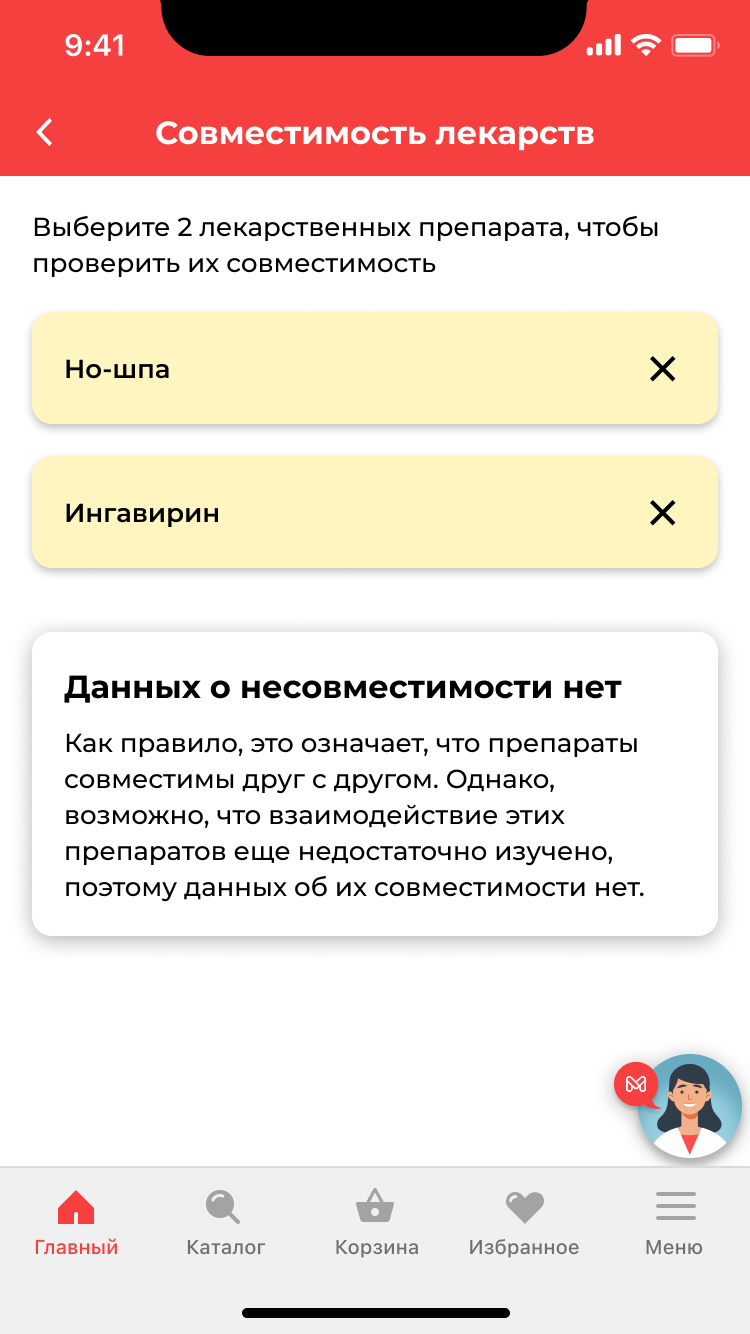 9:41
Совместимость лекарств
Выберите 2 лекарственных препарата, чтобы
проверить их совместимость
Но-шпа
Ингавирин
Данных о несовместимости нет
Как правило, это означает, что препараты
совместимы друг с другом. Однако,
возможно, что взаимодействие этих
препаратов еще недостаточно изучено,
поэтому данных об их совместимости нет.
Главный
Каталог
Корзина
Избранное
Меню